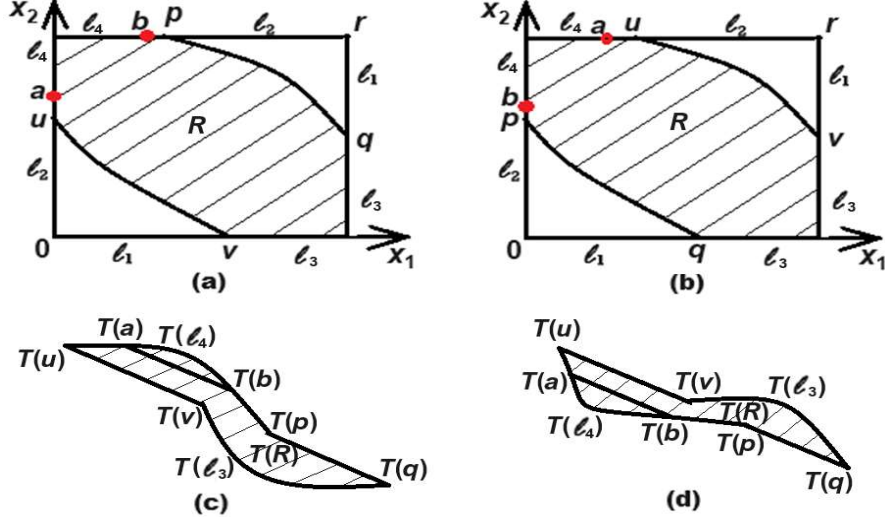 x₂ ℓ₄ b p ℓ₂ r
ℓ₄ ℓ₁
a
u R q
ℓ₂ ℓ₃
0 ℓ₁ v ℓ₃ x₁
(a)
x₂ ℓ₄ a u ℓ₂ r
ℓ₄ ℓ₁
b
p R v
ℓ₂ ℓ₃
0 ℓ₁ q ℓ₃ x₁
(b)
T(a) T(ℓ₄)
T(u)
T(b)
T(v) T(p)
T(ℓ₃) T(R) T(q)
(c)
T(u)
T(a) T(v) T(ℓ₃)
T(R)
T(ℓ₄) T(b) T(p)
T(q)
(d)